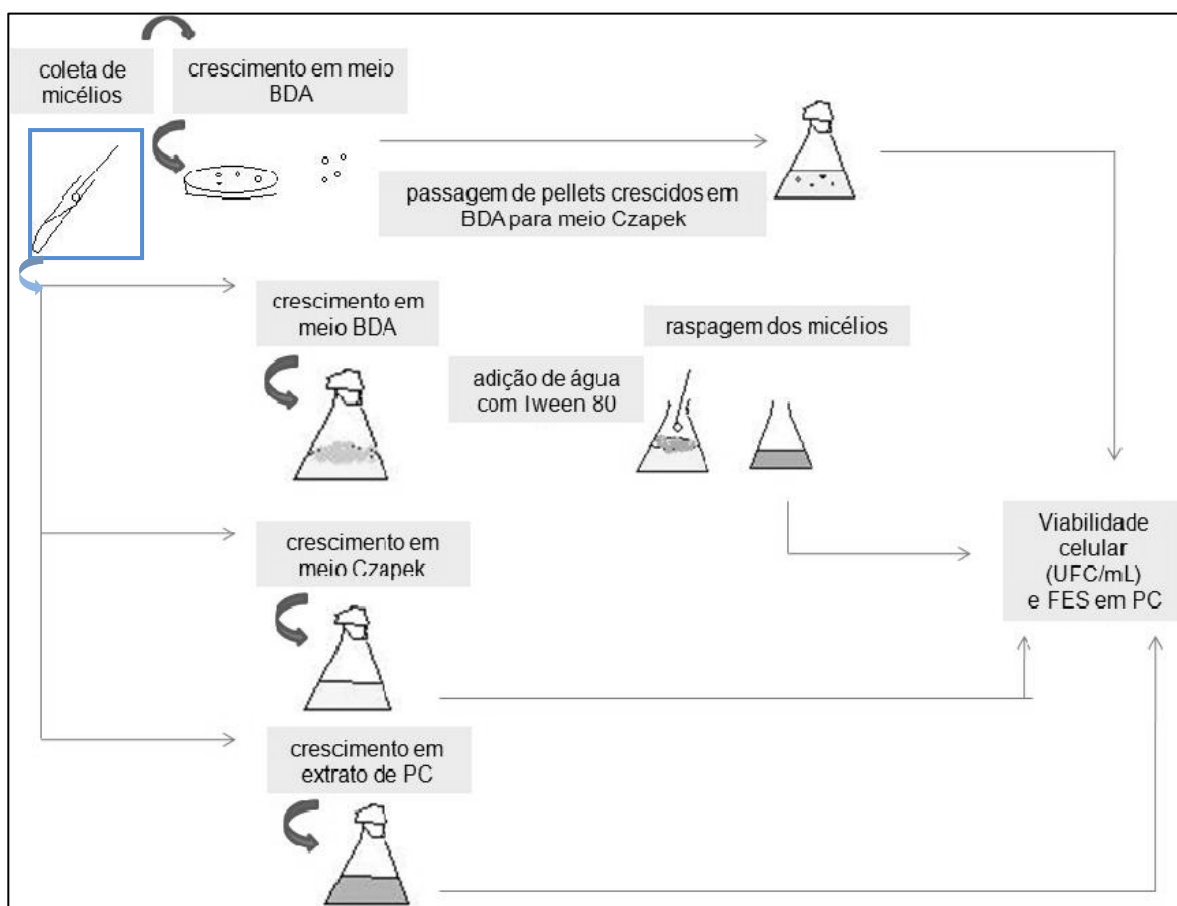 coleta de
micélios
crescimento em meio
BDA
passagem de pellets crescidos em
BDA para meio Czapek
crescimento em
meio BDA
raspagem dos micélios
adição de água
com Tween 80
crescimento em
meio Czapek
Viabilidade
celular
(UFC/mL)
e FES em PC
crescimento em
extrato de PC